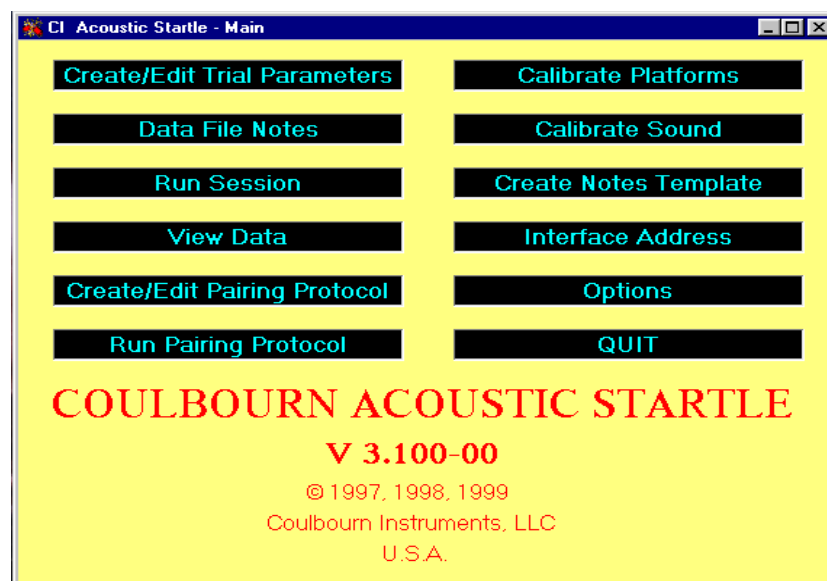 CI Acoustic Startle - Main
Create/Edit Trial Parameters
Calibrate Platforms
Data File Notes
Calibrate Sound
Run Session
Create Notes Template
View Data
Interface Address
Create/Edit Pairing Protocol
Options
Run Pairing Protocol
QUIT
COULBOURN ACOUSTIC STARTLE
V 3.100-00
© 1997, 1998, 1999
Coulbourn Instruments, LLC
U.S.A.